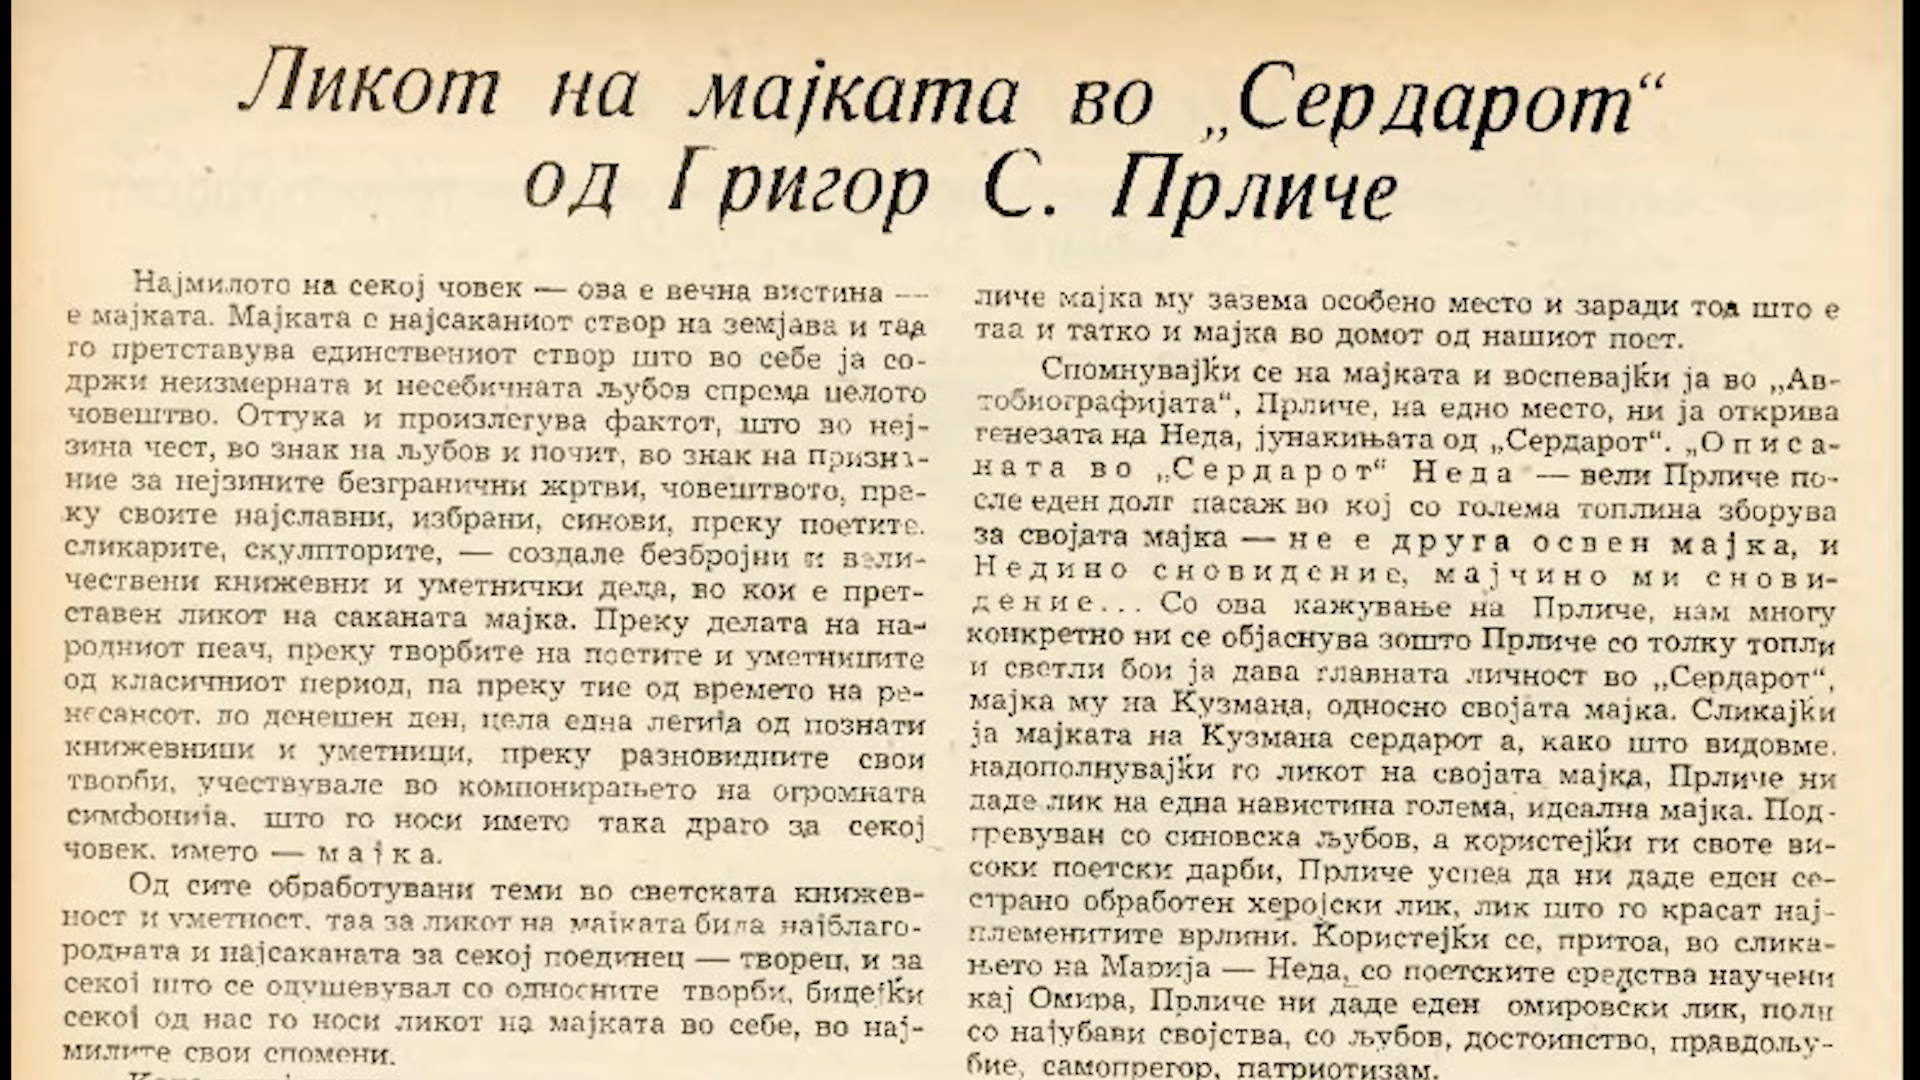 Ликот на мајката во „Сердарот“
од Григор С. Прличе
Најмилото на секој човек — ова е вечна вистина —
е мајката. Мајката е најсаканиот створ на земјава и таа
го претставува единствениот створ што во себе ја со-
држи неизмерната и несебичната љубов спрема целото
човештво. Оттука и произлегува фактот, што во неј-
зина чест, во знак на љубов и почит, во знак на призна-
ние за нејзините безгранични жртви, човештвото, пре-
ку своите најславни, избрани, синови, преку поетите.
сликарите, скулпторите, — создале безбројни и вели-
чествени книжевни и уметнички дела, во кои е прет-
ставен ликот на саканата мајка. Преку делата на на-
родниот пеач, преку творбите на поетите и уметниците
од класичниот период, па преку тие од времето на ре-
несансот. до денешен ден, цела една легија од познати
книжевници и уметници, преку разновидните свои
творби, учествувале во компонирањето на огромната
симфонија. што го носи името така драго за секој
човек. името — мајка.
Од сите обработувани теми во светската книжев-
ност и уметност. таа за ликот на мајката била најблаго-
родната и најсаканата за секој поединец — творец, и за
секој што се одушевувал со односните творби, бидејќи
секој од нас го носи ликот на мајката во себе, во нај-
милите свои спомени.
личе мајка му зазема особено место и заради тоа што е
таа и татко и мајка во домот од нашиот поет.
Спомнувајќи се на мајката и воспевајќи ја во „Ав-
тобиографијата“, Прличе, на едно место, ни ја открива
генезата на Неда, јунакињата од „Сердарот“. „Описа-
ната во „Сердарот“ Неда — вели Прличе по-
сле еден долг пасаж во кој со голема топлина зборува
за својата мајка — не е друга освен мајка, и
Недино сновидение, мајчино ми снови-
дение... Со ова кажување на Прличе, нам многу
конкретно ни се објаснува зошто Прличе со толку топли
и светли бои ја дава главната личност во „Сердарот“,
мајка му на Кузмана, односно својата мајка. Сликајќи
ја мајката на Кузмана сердарот а, како што видовме.
надополнувајќи го ликот на својата мајка, Прличе ни
даде лик на една навистина голема, идеална мајка. Под-
гревуван со синовска љубов, а користејќи ги своте ви-
соки поетски дарби, Прличе успеа да ни даде еден се-
страно обработен херојски лик, лик што го красат нај-
племенитите врлини. Користејќи се, притоа, во слика-
њето на Марија — Неда, со поетските средства научени
кај Омира, Прличе ни даде еден омировски лик, полн
со најубави својства, со љубов, достоинство, правдољу-
бие, самопрегор, патриотизам.